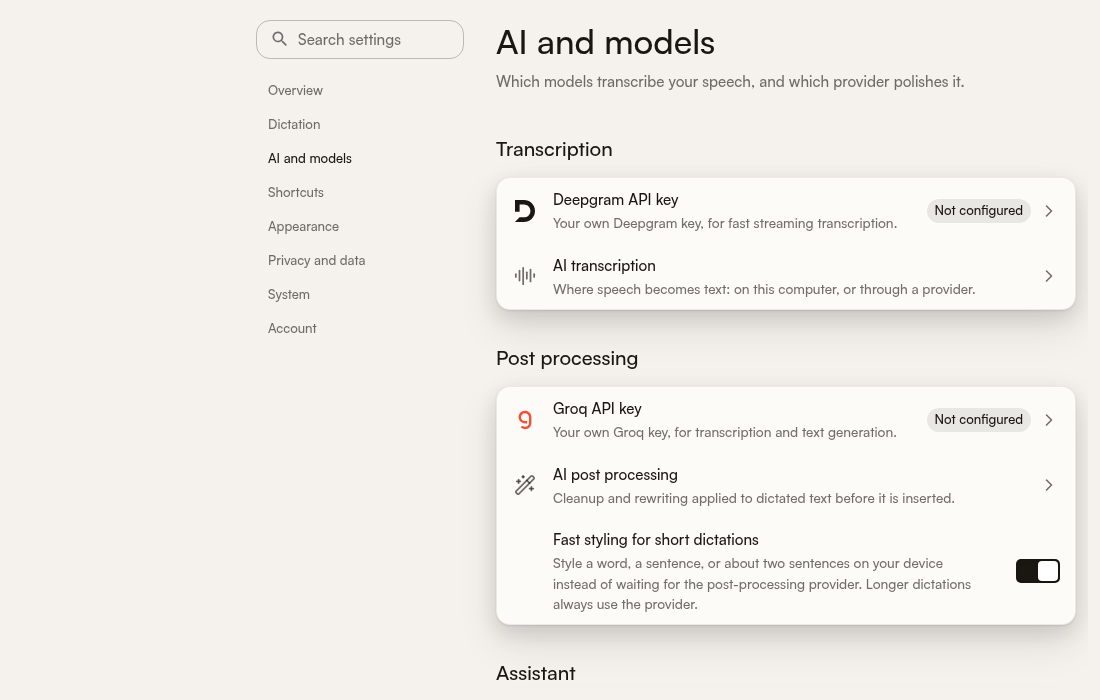 Search settings
Overview
Dictation
AI and models
Shortcuts
Appearance
Privacy and data
System
Account
AI and models
Which models transcribe your speech, and which provider polishes it.
Transcription
Deepgram API key
Your own Deepgram key, for fast streaming transcription.
Not configured
AI transcription
Where speech becomes text: on this computer, or through a provider.
Post processing
Groq API key
Your own Groq key, for transcription and text generation.
Not configured
AI post processing
Cleanup and rewriting applied to dictated text before it is inserted.
Fast styling for short dictations
Style a word, a sentence, or about two sentences on your device
instead of waiting for the post-processing provider. Longer dictations
always use the provider.
Assistant